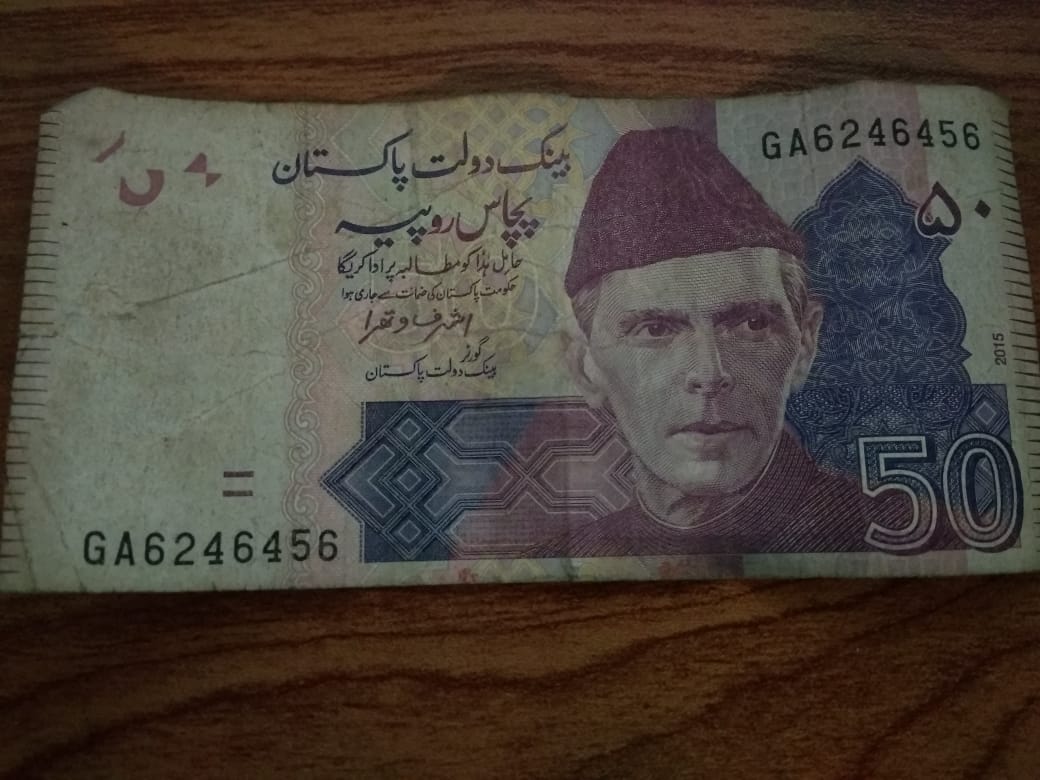 بینک دولت پاکستان
GA6246456
پچاس روپیہ
۵۰
حامل ہٰذا کو مطالبہ پر ادا کریگا
حکومت پاکستان کی ضمانت سے جاری ہوا
اشرف وتھرا
گورنر
بینک دولت پاکستان
2015
50
GA6246456